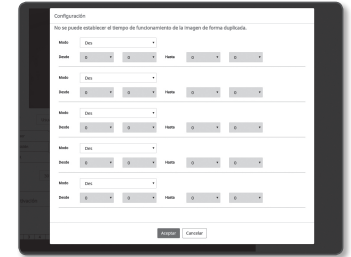 Configuración
No se puede establecer el tiempo de funcionamiento de la imagen de forma duplicada.
Modo Des
Desde 0 0 Hasta 0 0
Modo Des
Desde 0 0 Hasta 0 0
Modo Des
Desde 0 0 Hasta 0 0
Modo Des
Desde 0 0 Hasta 0 0
Modo Des
Desde 0 0 Hasta 0 0
Aceptar Cancelar